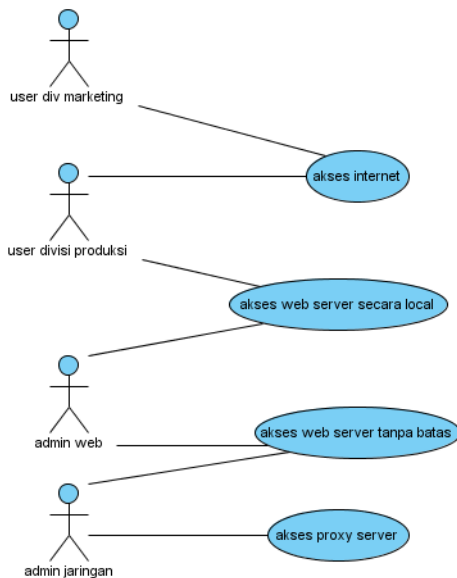 user div marketing
akses internet
user divisi produksi
akses web server secara local
admin web
akses web server tanpa batas
admin jaringan
akses proxy server